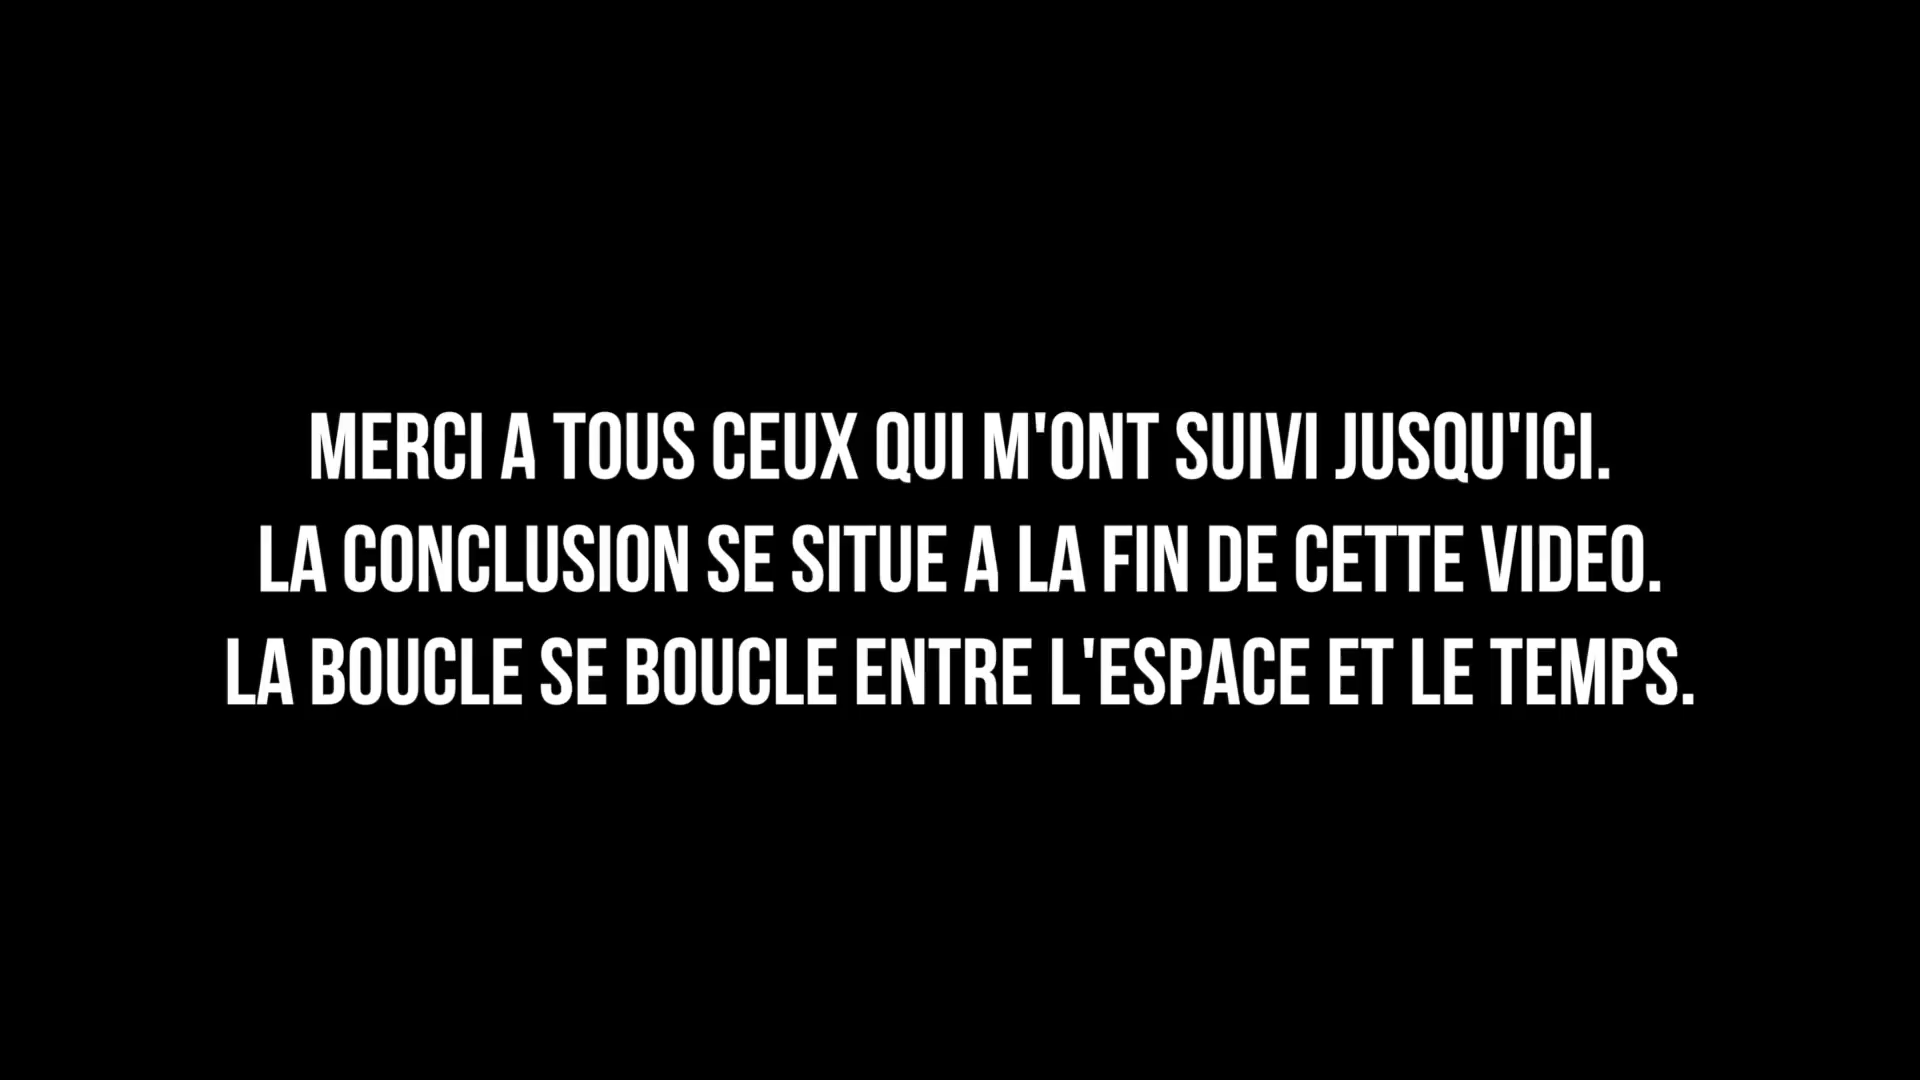 MERCI A TOUS CEUX QUI M'ONT SUIVI JUSQU'ICI.
LA CONCLUSION SE SITUE A LA FIN DE CETTE VIDEO.
LA BOUCLE SE BOUCLE ENTRE L'ESPACE ET LE TEMPS.